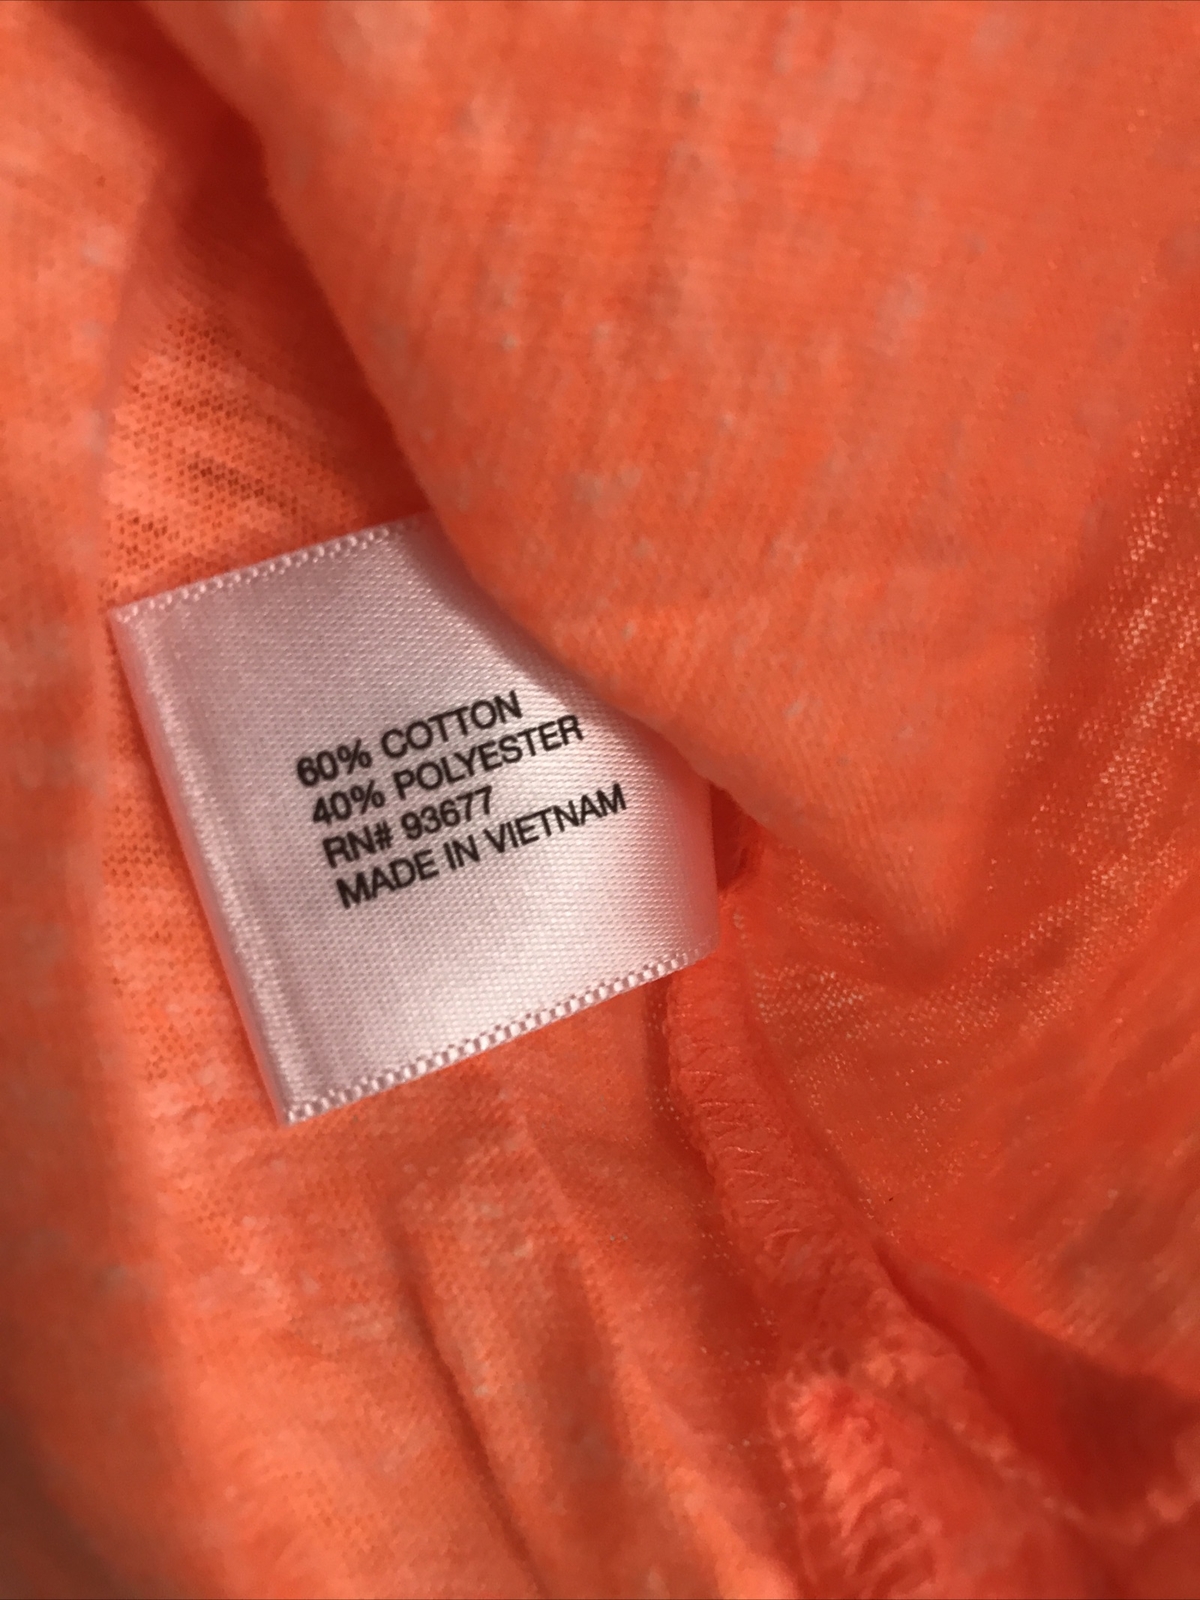 60% COTTON
40% POLYESTER
RN# 93677
MADE IN VIETNAM